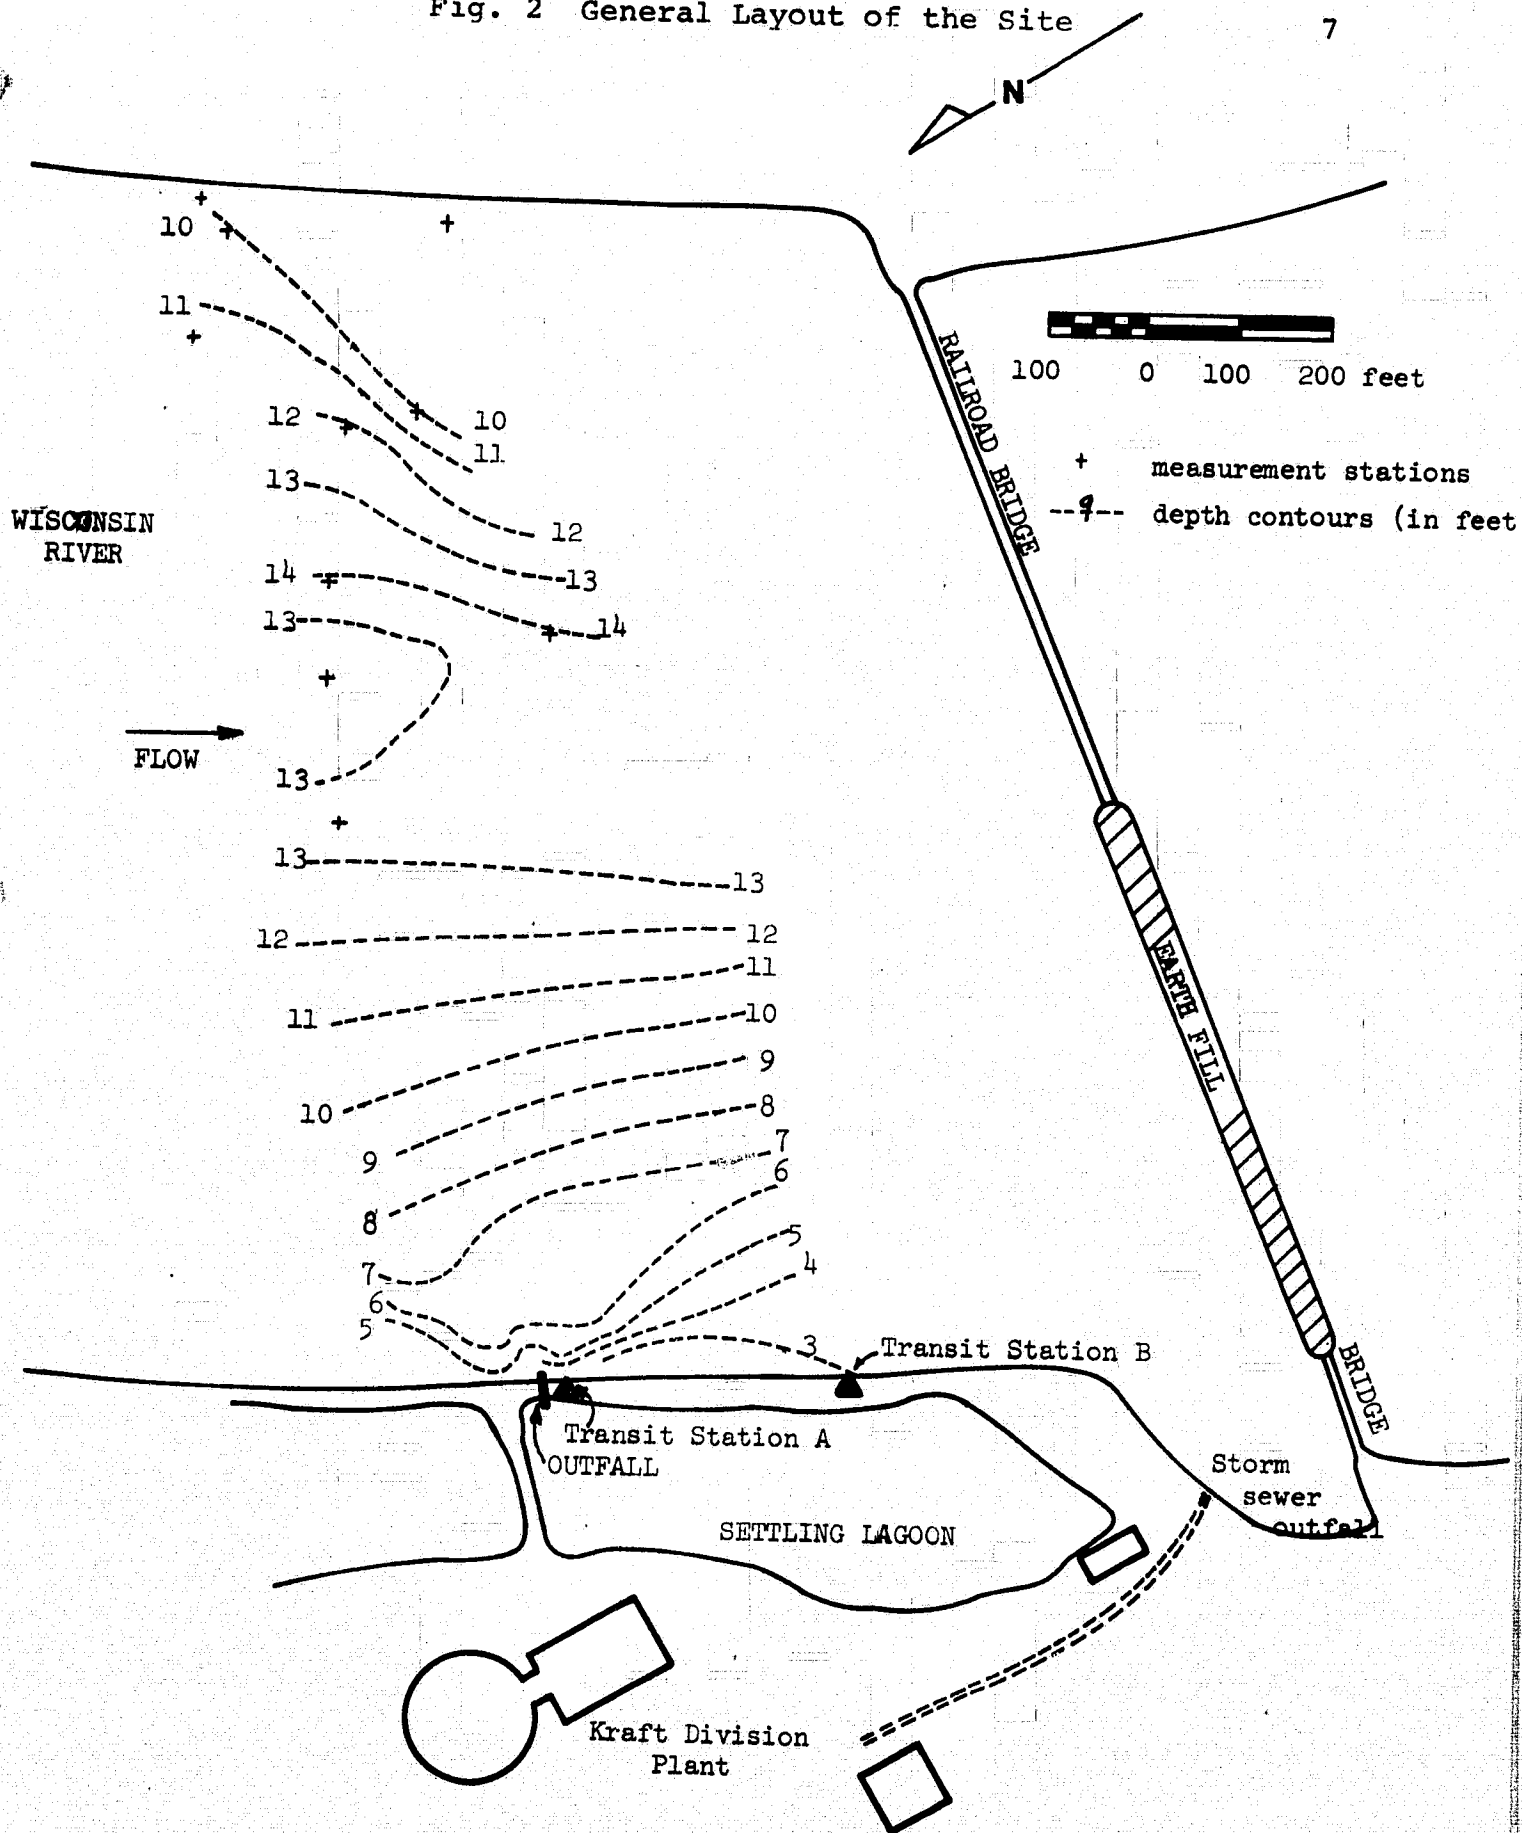 Fig. 2 General Layout of the Site
7
N
10
11
100 0 100 200 feet
RAILROAD BRIDGE
12
10
11
+ measurement stations
13
--9-- depth contours (in feet
WISCONSIN
RIVER
12
14
13
13
14
FLOW
13
13
13
12
12
11
11
10
EARTH FILL
9
10
8
9
7
6
8
5
7
4
6
5
3
Transit Station B
BRIDGE
Transit Station A
OUTFALL
Storm
sewer
outfall
SETTLING LAGOON
Kraft Division
Plant